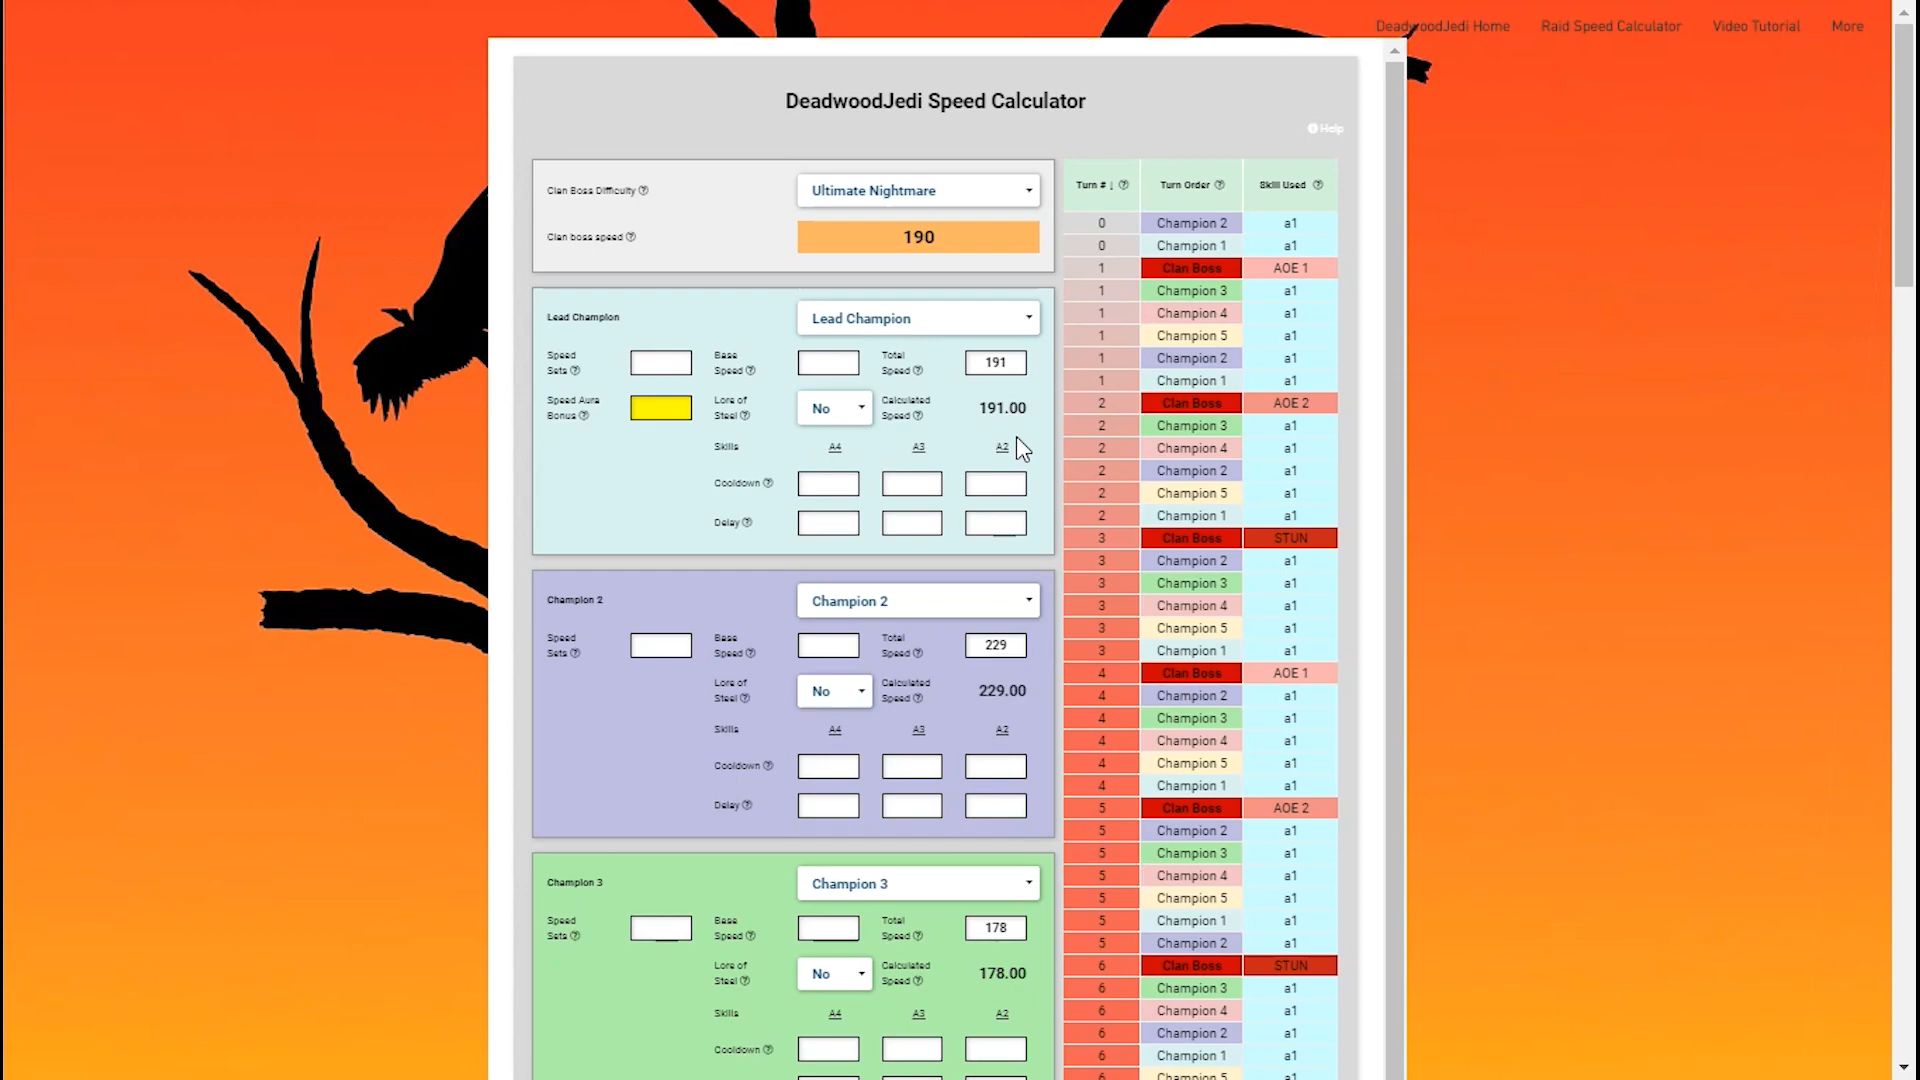 DeadwoodJedi Home Raid Speed Calculator Video Tutorial More
DeadwoodJedi Speed Calculator
Help
Clan Boss Difficulty
Ultimate Nightmare
Clan boss speed
190
Lead Champion
Lead Champion
Speed Sets
Base Speed
Total Speed
191
Speed Aura Bonus
Lore of Steel
No
Calculated Speed
191.00
Skills A4 A3 A2
Cooldown
Delay
Champion 2
Champion 2
Speed Sets
Base Speed
Total Speed
229
Lore of Steel
No
Calculated Speed
229.00
Skills A4 A3 A2
Cooldown
Delay
Champion 3
Champion 3
Speed Sets
Base Speed
Total Speed
178
Lore of Steel
No
Calculated Speed
178.00
Skills A4 A3 A2
Cooldown
Turn # ↓ Turn Order Skill Used
0 Champion 2 a1
0 Champion 1 a1
1 Clan Boss AOE 1
1 Champion 3 a1
1 Champion 4 a1
1 Champion 5 a1
1 Champion 2 a1
1 Champion 1 a1
2 Clan Boss AOE 2
2 Champion 3 a1
2 Champion 4 a1
2 Champion 2 a1
2 Champion 5 a1
2 Champion 1 a1
3 Clan Boss STUN
3 Champion 2 a1
3 Champion 3 a1
3 Champion 4 a1
3 Champion 5 a1
3 Champion 1 a1
4 Clan Boss AOE 1
4 Champion 2 a1
4 Champion 3 a1
4 Champion 4 a1
4 Champion 5 a1
4 Champion 1 a1
5 Clan Boss AOE 2
5 Champion 2 a1
5 Champion 3 a1
5 Champion 4 a1
5 Champion 5 a1
5 Champion 1 a1
5 Champion 2 a1
6 Clan Boss STUN
6 Champion 3 a1
6 Champion 4 a1
6 Champion 2 a1
6 Champion 1 a1
6 Champion 5 a1